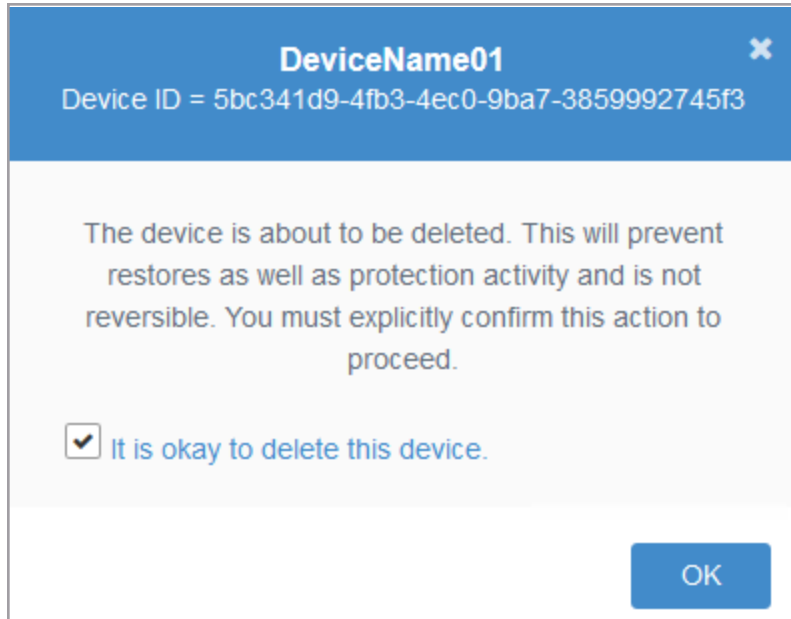 DeviceName01
Device ID = 5bc341d9-4fb3-4ec0-9ba7-3859992745f3
The device is about to be deleted. This will prevent
restores as well as protection activity and is not
reversible. You must explicitly confirm this action to
proceed.
It is okay to delete this device.
OK